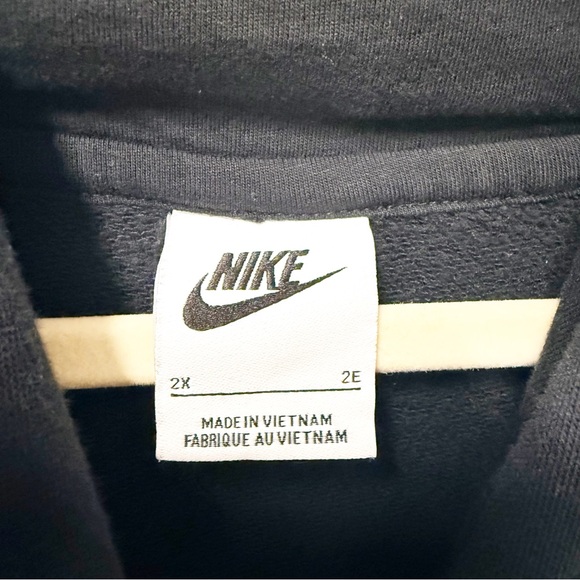 NIKE
2X 2E
MADE IN VIETNAM
FABRIQUE AU VIETNAM